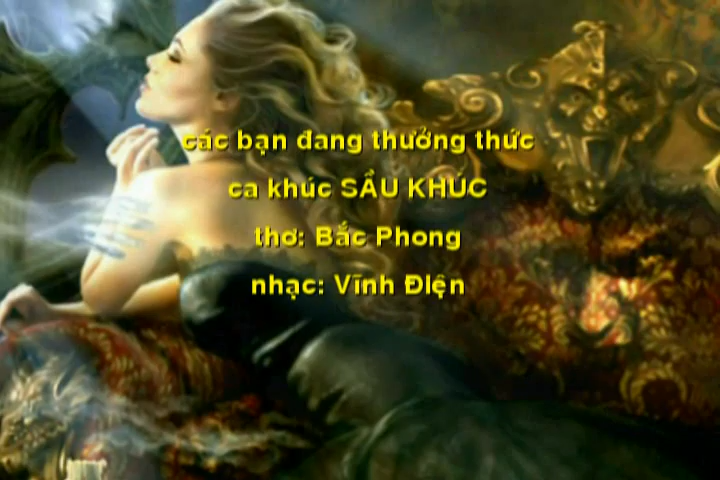 các bạn đang thưởng thức
ca khúc SẦU KHÚC
thơ: Bắc Phong
nhạc: Vĩnh ĐIện